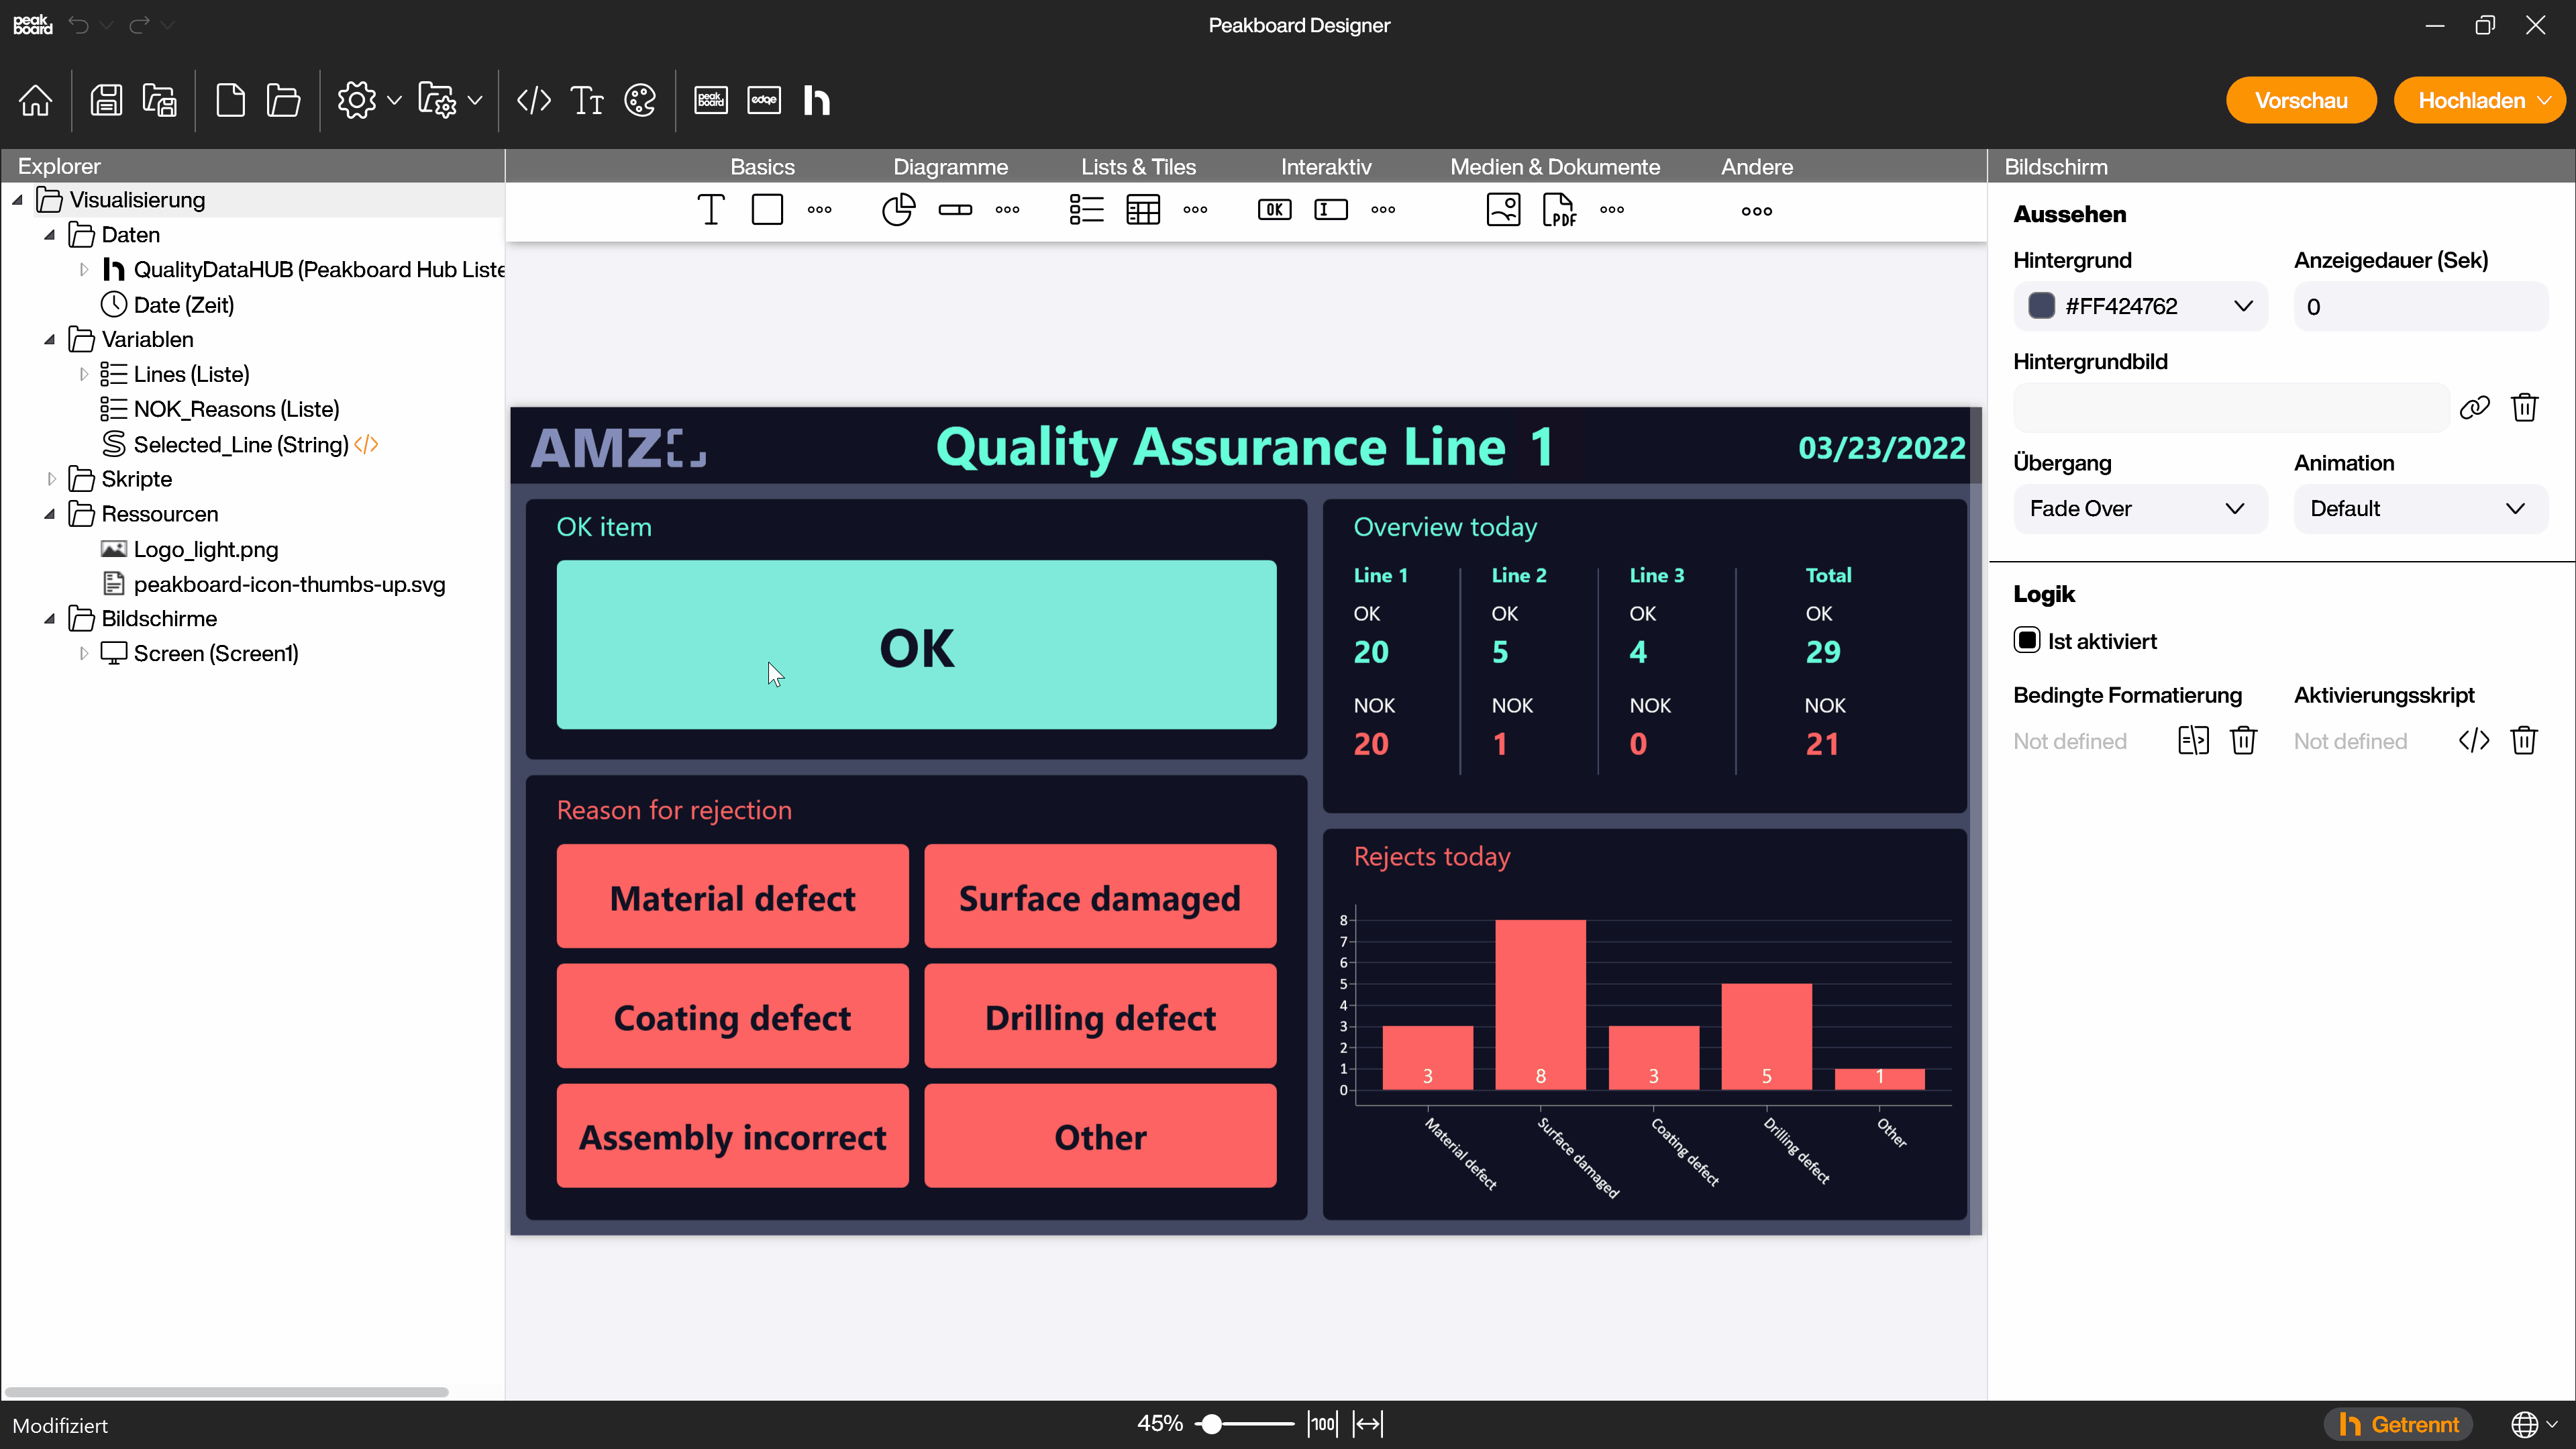 peak
board
Peakboard Designer
peak
board
edge
Vorschau
Hochladen
Explorer
Basics
Diagramme
Lists & Tiles
Interaktiv
Medien & Dokumente
Andere
Bildschirm
OK
PDF
Visualisierung
Daten
QualityDataHUB (Peakboard Hub Liste
Date (Zeit)
Variablen
Lines (Liste)
NOK_Reasons (Liste)
Selected_Line (String)
Skripte
Ressourcen
Logo_light.png
peakboard-icon-thumbs-up.svg
Bildschirme
Screen (Screen1)
AMZ
Quality Assurance Line 1
03/23/2022
OK item
OK
Reason for rejection
Material defect
Surface damaged
Coating defect
Drilling defect
Assembly incorrect
Other
Overview today
Line 1
Line 2
Line 3
Total
OK
OK
OK
OK
20
5
4
29
NOK
NOK
NOK
NOK
20
1
0
21
Rejects today
8
7
6
5
4
3
2
1
0
3
8
3
5
1
Material defect
Surface damaged
Coating defect
Drilling defect
Other
Aussehen
Hintergrund
Anzeigedauer (Sek)
#FF424762
0
Hintergrundbild
Übergang
Animation
Fade Over
Default
Logik
Ist aktiviert
Bedingte Formatierung
Aktivierungsskript
Not defined
Not defined
Modifiziert
45%
100
Getrennt